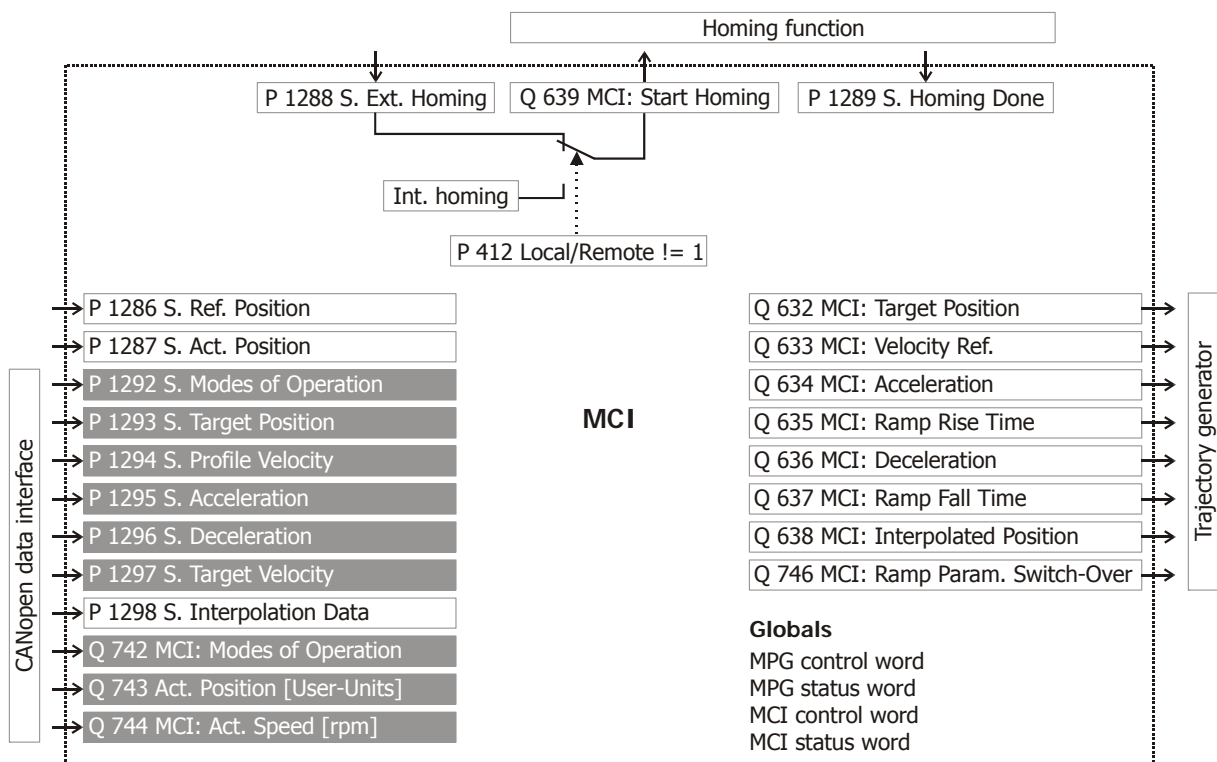 Homing function
P 1288 S. Ext. Homing
Q 639 MCI: Start Homing
P 1289 S. Homing Done
Int. homing
P 412 Local/Remote != 1
CANopen data interface
P 1286 S. Ref. Position
P 1287 S. Act. Position
P 1292 S. Modes of Operation
P 1293 S. Target Position
P 1294 S. Profile Velocity
P 1295 S. Acceleration
P 1296 S. Deceleration
P 1297 S. Target Velocity
P 1298 S. Interpolation Data
Q 742 MCI: Modes of Operation
Q 743 Act. Position [User-Units]
Q 744 MCI: Act. Speed [rpm]
MCI
Q 632 MCI: Target Position
Q 633 MCI: Velocity Ref.
Q 634 MCI: Acceleration
Q 635 MCI: Ramp Rise Time
Q 636 MCI: Deceleration
Q 637 MCI: Ramp Fall Time
Q 638 MCI: Interpolated Position
Q 746 MCI: Ramp Param. Switch-Over
Trajectory generator
Globals
MPG control word
MPG status word
MCI control word
MCI status word